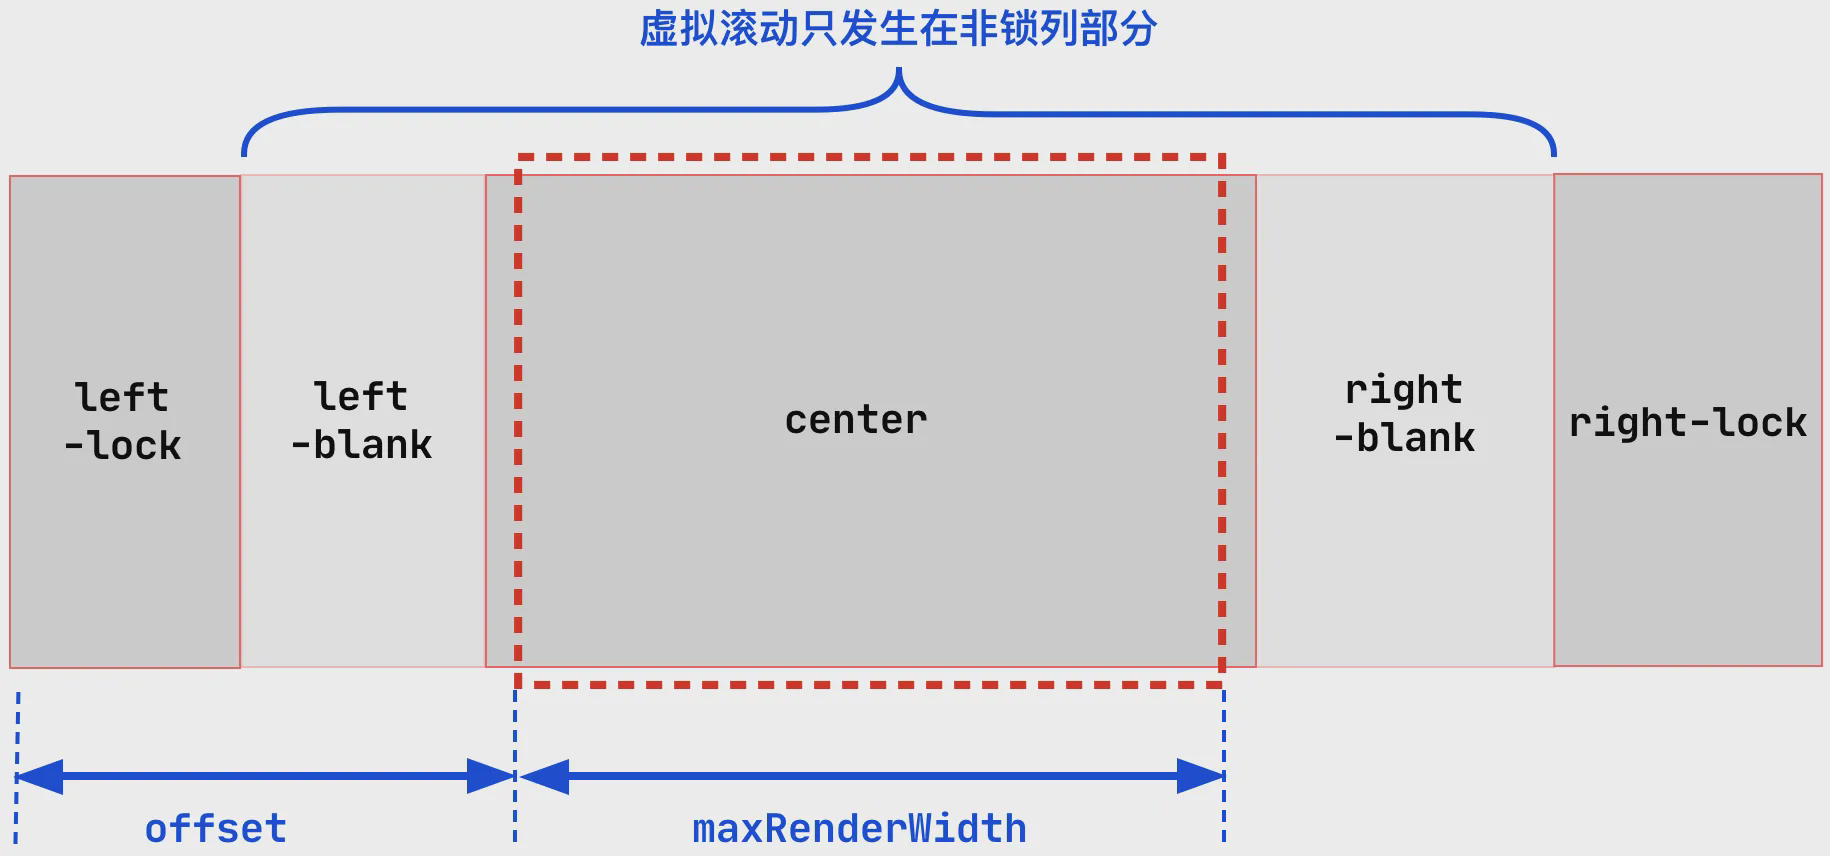 虚拟滚动只发生在非锁列部分
left
-lock
left
-blank
center
right
-blank
right-lock
offset
maxRenderWidth